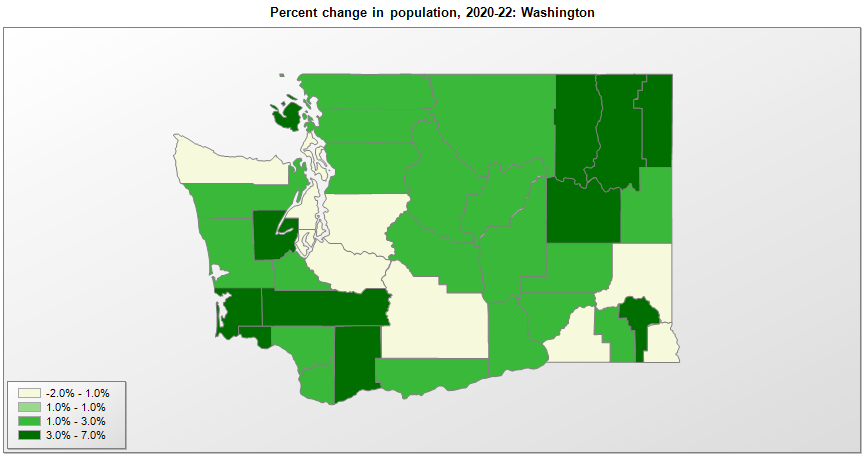 Percent change in population, 2020-22: Washington
-2.0% - 1.0%
1.0% - 1.0%
1.0% - 3.0%
3.0% - 7.0%